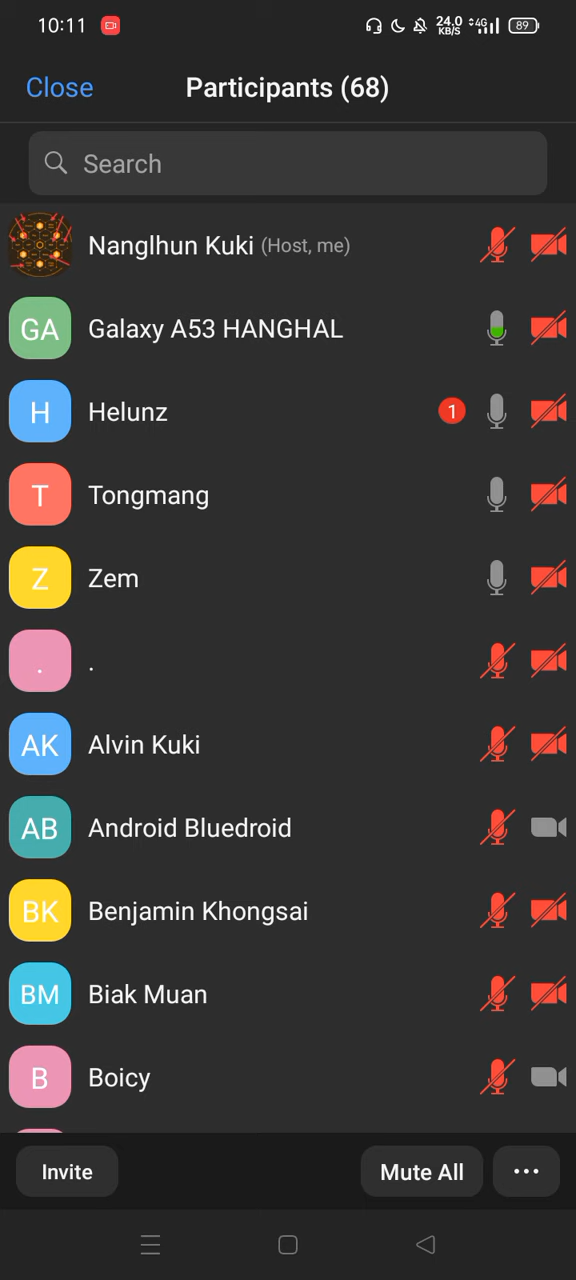 10:11 24.0 KB/S 4G 89
Close Participants (68)
Search
Nanglhun Kuki (Host, me)
GA Galaxy A53 HANGHAL
H Helunz 1
T Tongmang
Z Zem
. .
AK Alvin Kuki
AB Android Bluedroid
BK Benjamin Khongsai
BM Biak Muan
B Boicy
Invite Mute All ...